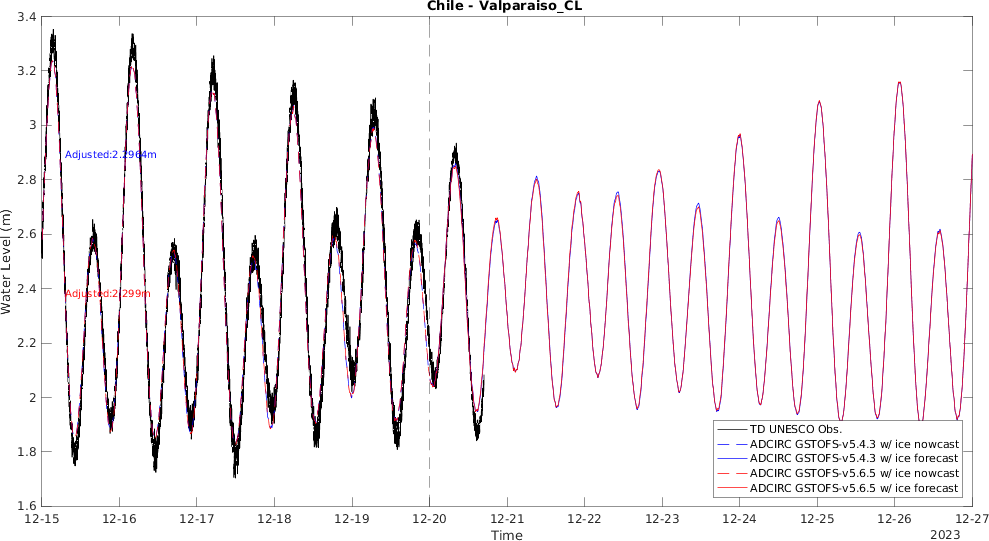 Chile - Valparaiso_CL
3.4
3.2
3
2.8
2.6
2.4
2.2
2
1.8
1.6
Water Level (m)
Adjusted:2.2964m
Adjusted:2.299m
TD UNESCO Obs.
ADCIRC GSTOFS-v5.4.3 w/ ice nowcast
ADCIRC GSTOFS-v5.4.3 w/ ice forecast
ADCIRC GSTOFS-v5.6.5 w/ ice nowcast
ADCIRC GSTOFS-v5.6.5 w/ ice forecast
12-15 12-16 12-17 12-18 12-19 12-20 12-21 12-22 12-23 12-24 12-25 12-26 12-27
Time
2023